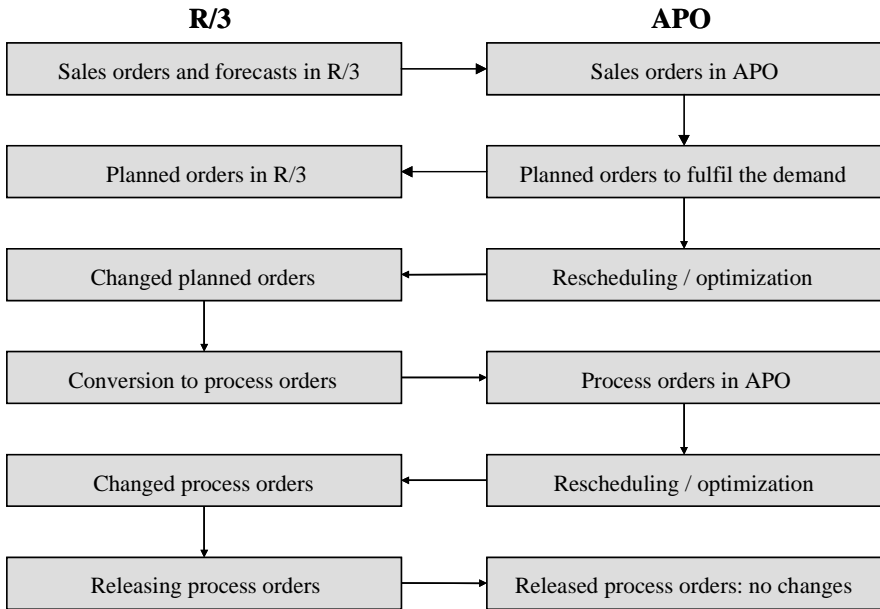 R/3
APO
Sales orders and forecasts in R/3
Sales orders in APO
Planned orders in R/3
Planned orders to fulfil the demand
Changed planned orders
Rescheduling / optimization
Conversion to process orders
Process orders in APO
Changed process orders
Rescheduling / optimization
Releasing process orders
Released process orders: no changes